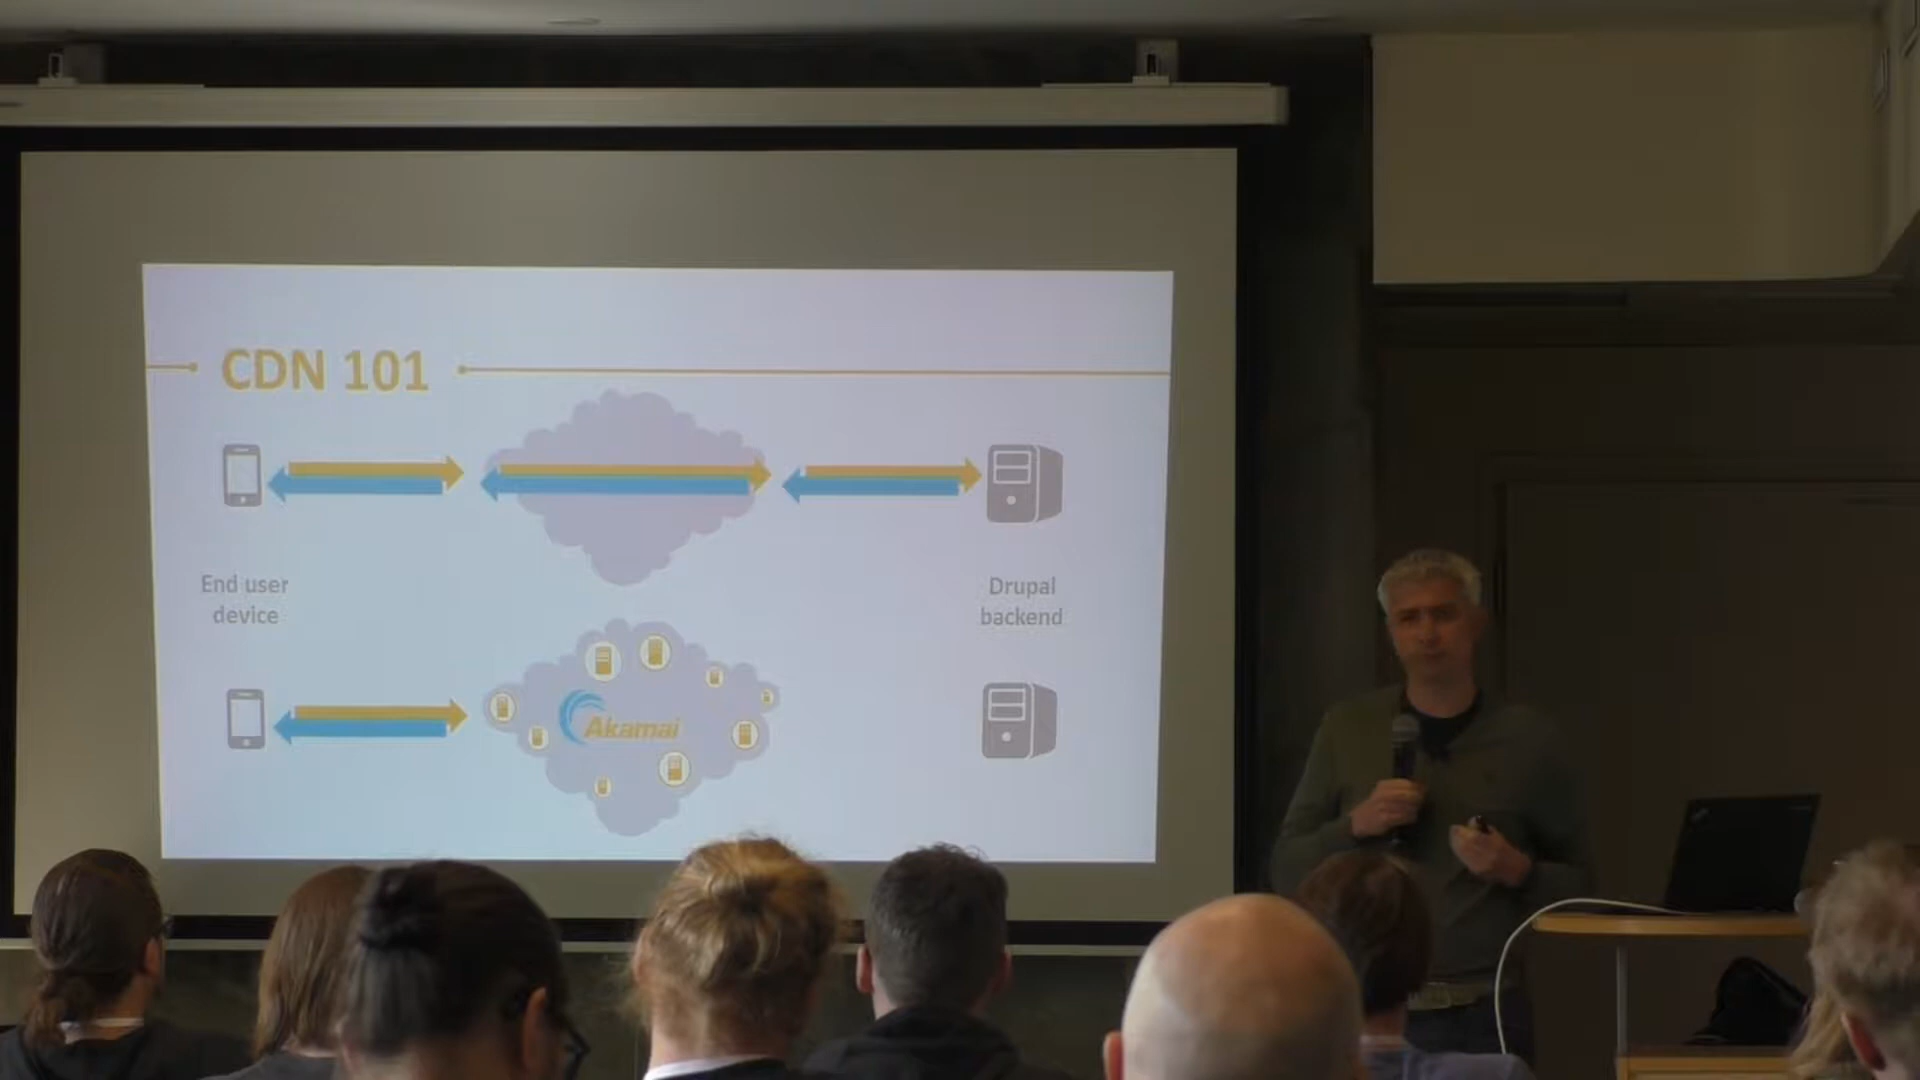 CDN 101
End user
device
Drupal
backend
Akamai